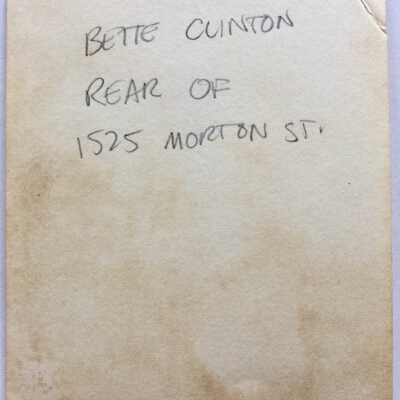 BETTE CLINTON
REAR OF
1525 MORTON ST.